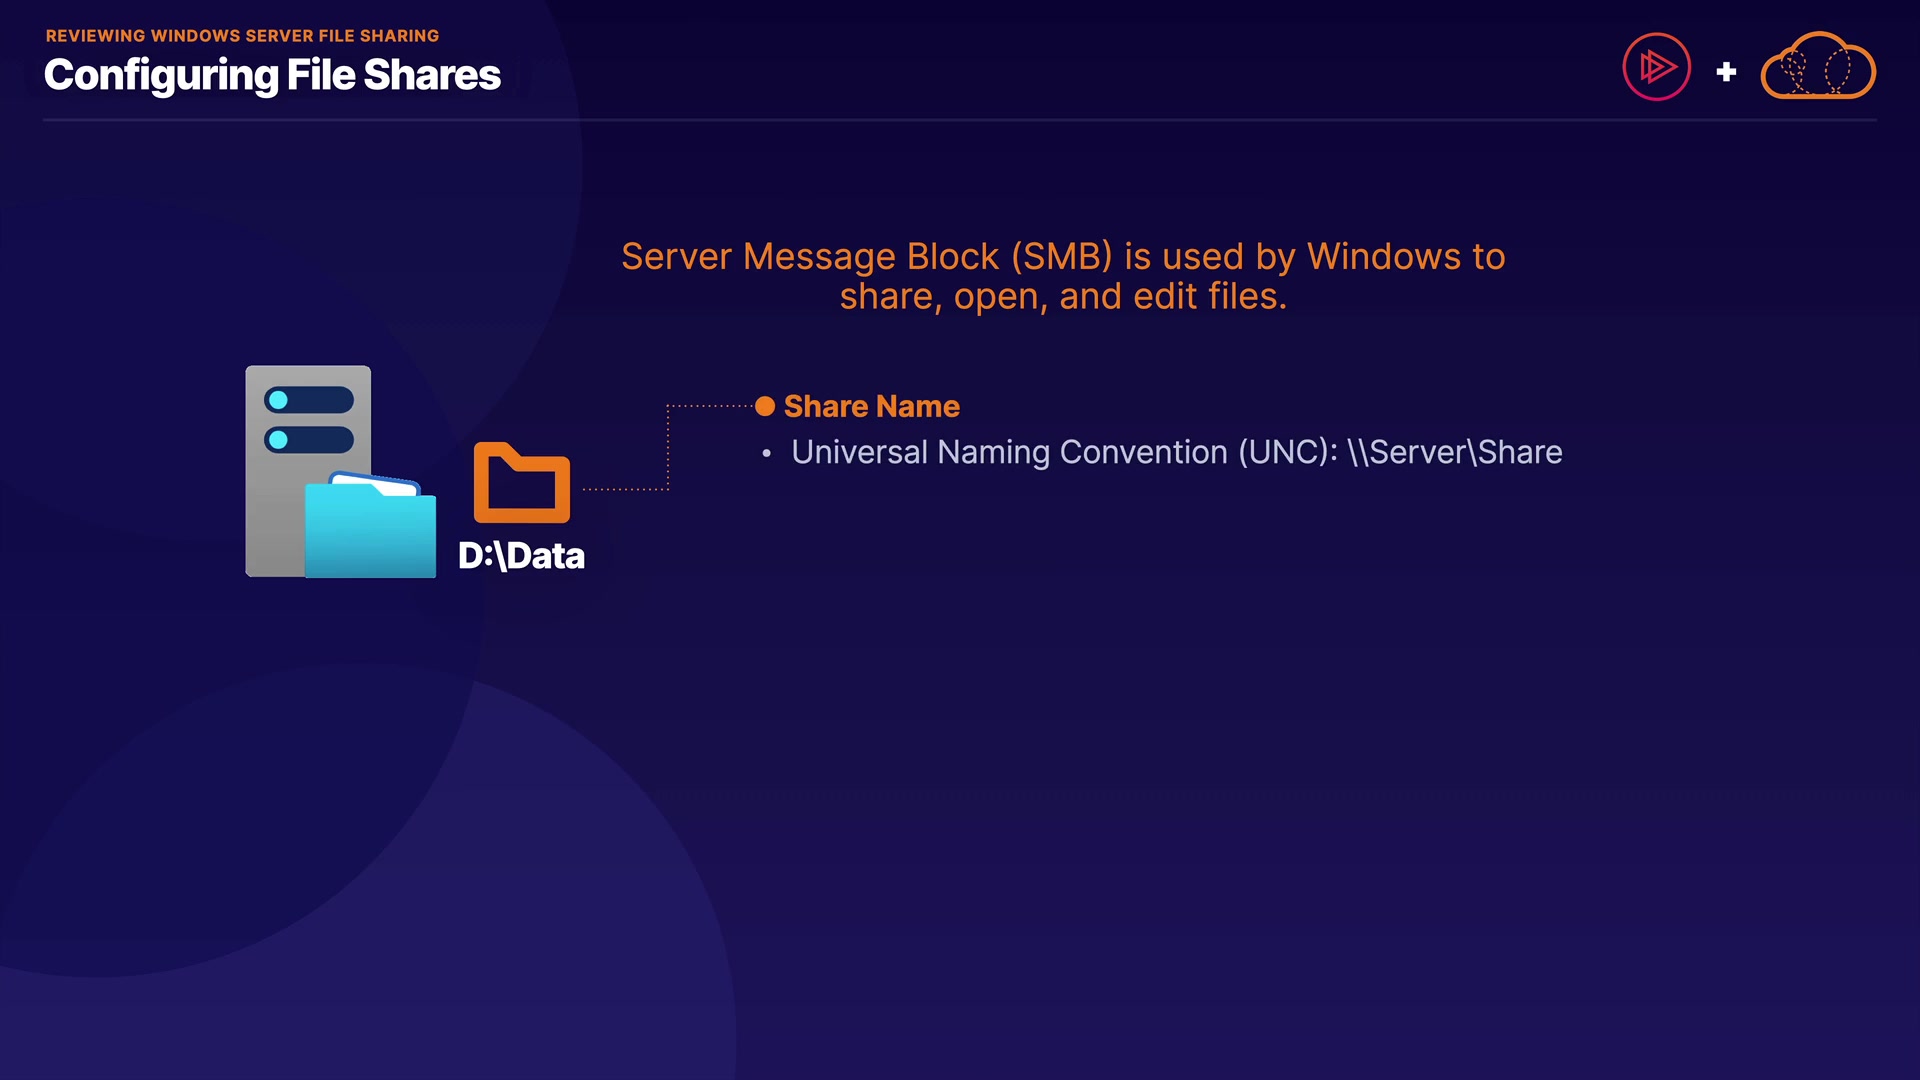 REVIEWING WINDOWS SERVER FILE SHARING
Configuring File Shares
Server Message Block (SMB) is used by Windows to
share, open, and edit files.
Share Name
• Universal Naming Convention (UNC): \\Server\Share
D:\Data